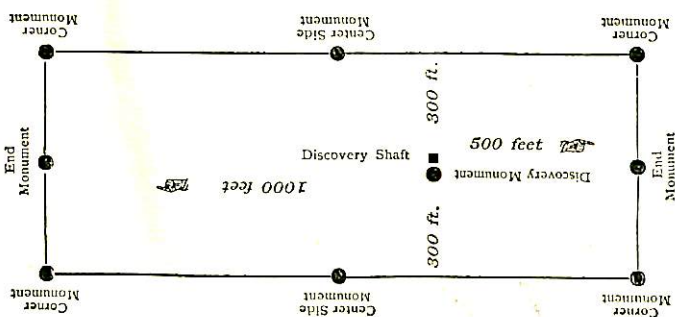 Corner
Monument
Center Side
Monument
Corner
Monument
300 ft.
500 feet
End
Monument
Discovery Shaft
Discovery Monument
End
Monument
1000 feet
300 ft.
Corner
Monument
Center Side
Monument
Corner
Monument